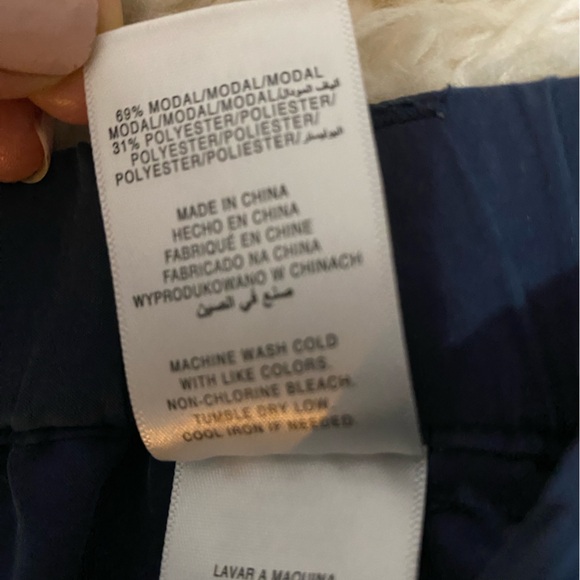 69% MODAL/MODAL/MODAL
MODAL/MODAL/MODAL/ألياف المودال
31% POLYESTER/POLIESTER/
POLYESTER/POLIESTER/
POLYESTER/POLIESTER/البوليستر
MADE IN CHINA
HECHO EN CHINA
FABRIQUÉ EN CHINE
FABRICADO NA CHINA
WYPRODUKOWANO W CHINACH
صنع في الصين
MACHINE WASH COLD
WITH LIKE COLORS.
NON-CHLORINE BLEACH.
TUMBLE DRY LOW
COOL IRON IF NEEDED
LAVAR A MAQUINA